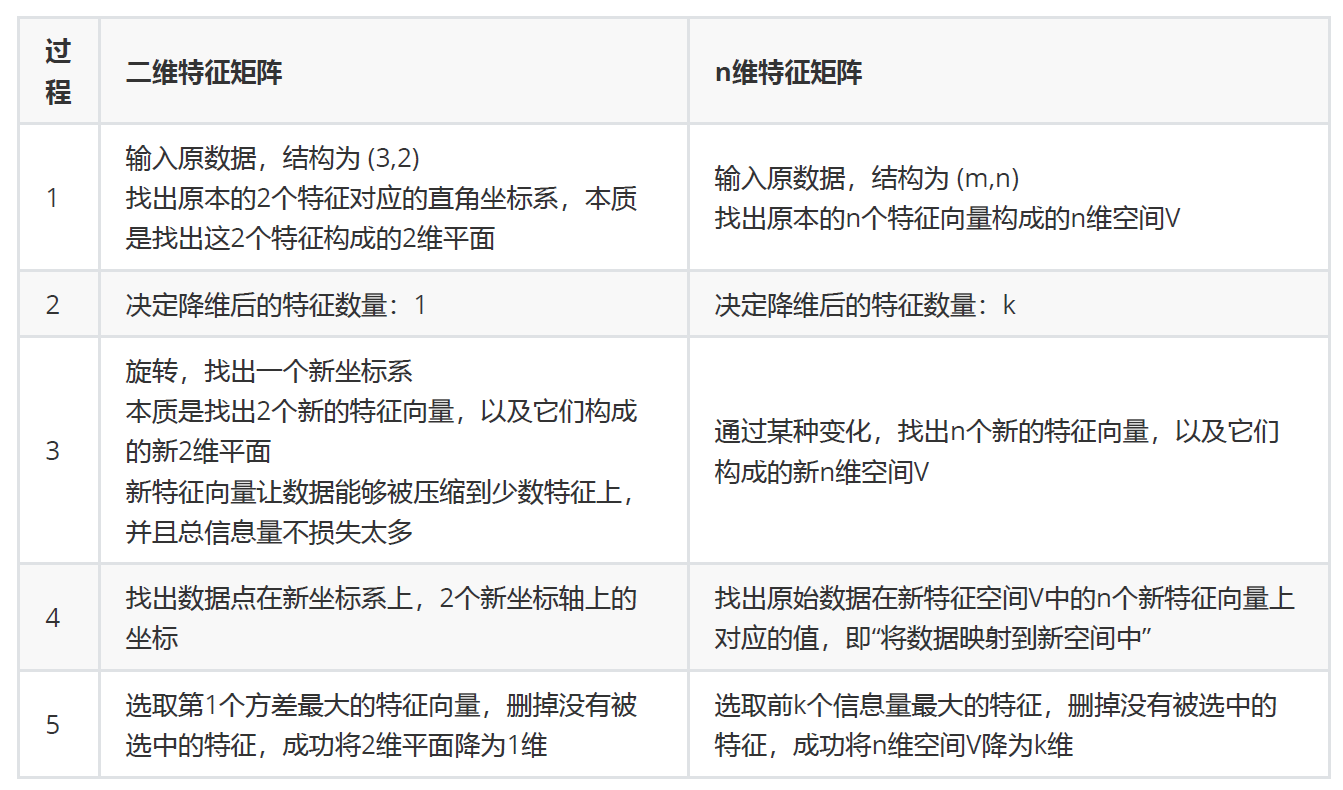 过
程
二维特征矩阵
n维特征矩阵
1
输入原数据，结构为 (3,2)
找出原本的2个特征对应的直角坐标系，本质
是找出这2个特征构成的2维平面
输入原数据，结构为 (m,n)
找出原本的n个特征向量构成的n维空间V
2
决定降维后的特征数量：1
决定降维后的特征数量：k
3
旋转，找出一个新坐标系
本质是找出2个新的特征向量，以及它们构成
的新2维平面
新特征向量让数据能够被压缩到少数特征上，
并且总信息量不损失太多
通过某种变化，找出n个新的特征向量，以及它们
构成的新n维空间V
4
找出数据点在新坐标系上，2个新坐标轴上的
坐标
找出原始数据在新特征空间V中的n个新特征向量上
对应的值，即“将数据映射到新空间中”
5
选取第1个方差最大的特征向量，删掉没有被
选中的特征，成功将2维平面降为1维
选取前k个信息量最大的特征，删掉没有被选中的
特征，成功将n维空间V降为k维